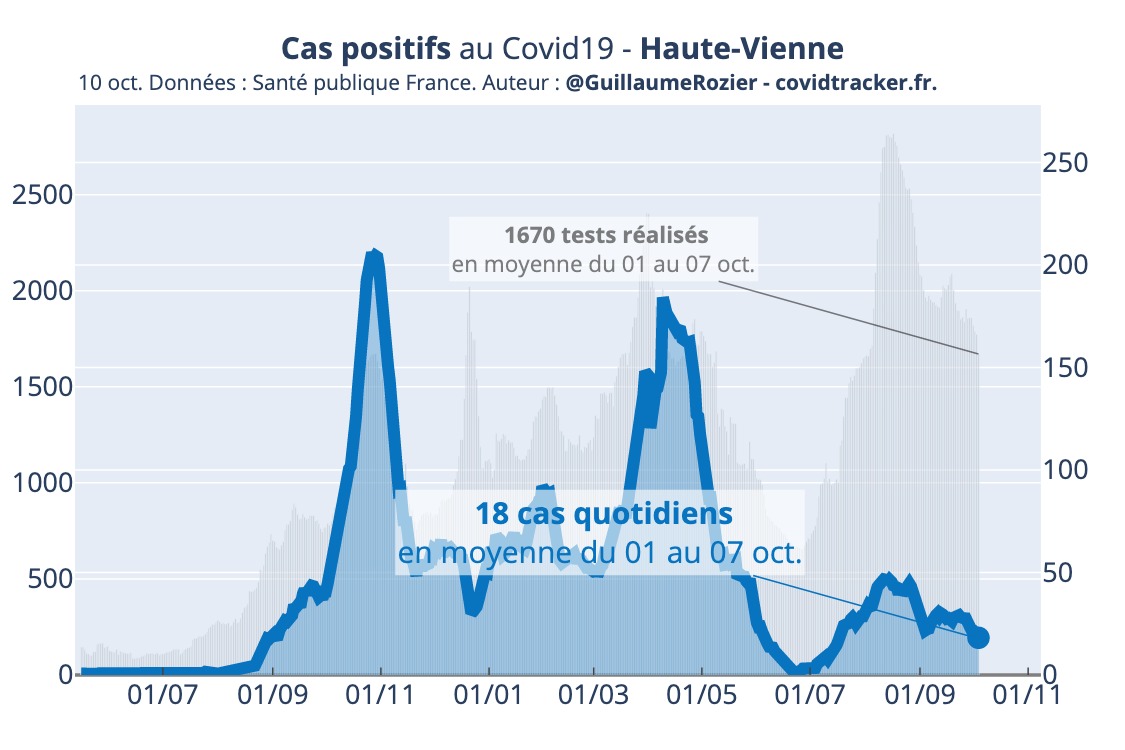 Cas positifs au Covid19 - Haute-Vienne
10 oct. Données : Santé publique France. Auteur : @GuillaumeRozier - covidtracker.fr.
250
2500
1670 tests réalisés
en moyenne du 01 au 07 oct.
200
2000
150
1500
100
1000
18 cas quotidiens
en moyenne du 01 au 07 oct.
50
500
0
0
01/07 01/09 01/11 01/01 01/03 01/05 01/07 01/09 01/11